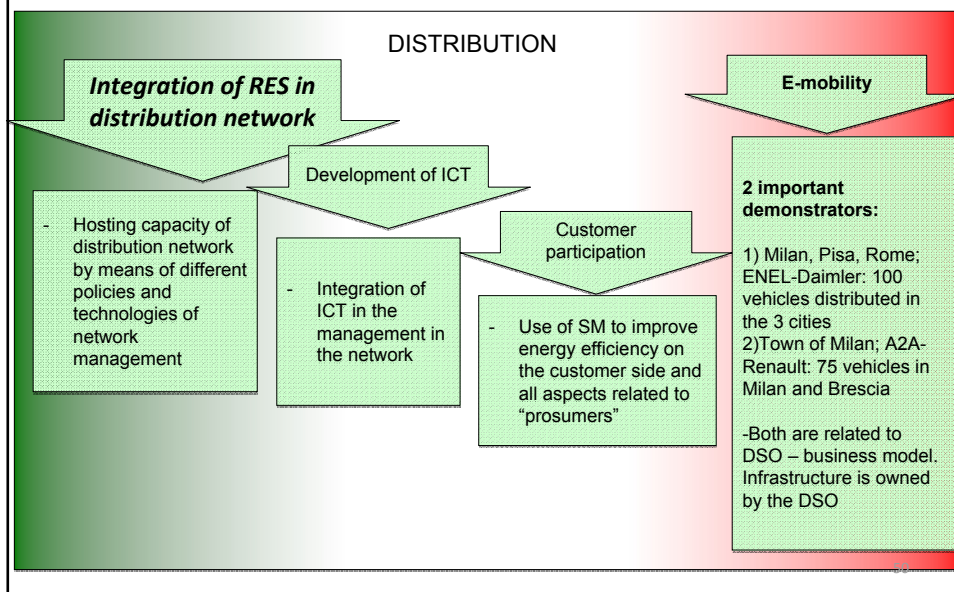 DISTRIBUTION
Integration of RES in
distribution network
- Hosting capacity of
distribution network
by means of different
policies and
technologies of
network
management
Development of ICT
- Integration of
ICT in the
management in
the network
Customer
participation
- Use of SM to improve
energy efficiency on
the customer side and
all aspects related to
“prosumers”
E-mobility
2 important
demonstrators:
1) Milan, Pisa, Rome;
ENEL-Daimler: 100
vehicles distributed in
the 3 cities
2)Town of Milan; A2A-
Renault: 75 vehicles in
Milan and Brescia
-Both are related to
DSO – business model.
Infrastructure is owned
by the DSO